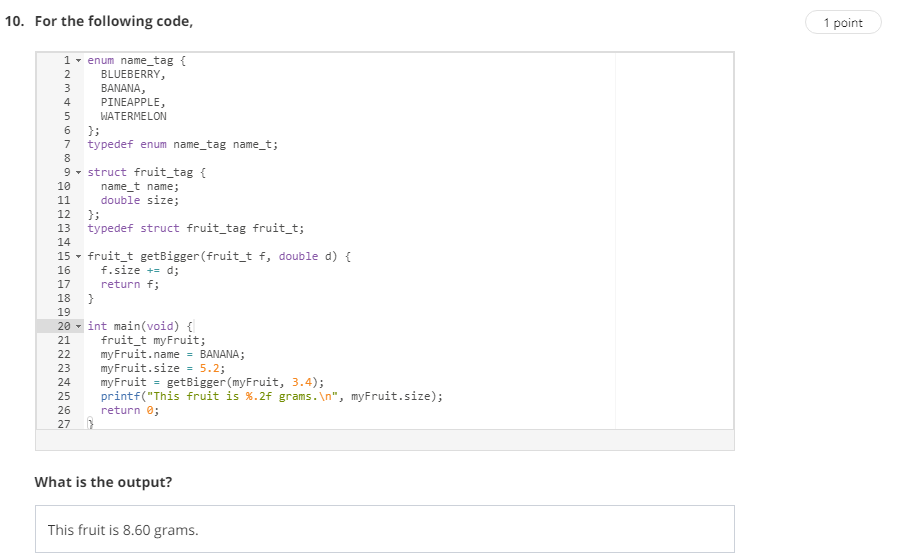 10. For the following code,
1 point
1 enum name_tag {
2 BLUEBERRY,
3 BANANA,
4 PINEAPPLE,
5 WATERMELON
6 };
7 typedef enum name_tag name_t;
8
9 struct fruit_tag {
10 name_t name;
11 double size;
12 };
13 typedef struct fruit_tag fruit_t;
14
15 fruit_t getBigger(fruit_t f, double d) {
16 f.size += d;
17 return f;
18 }
19
20 int main(void) {
21 fruit_t myFruit;
22 myFruit.name = BANANA;
23 myFruit.size = 5.2;
24 myFruit = getBigger(myFruit, 3.4);
25 printf("This fruit is %.2f grams.\n", myFruit.size);
26 return 0;
27 }
What is the output?
This fruit is 8.60 grams.